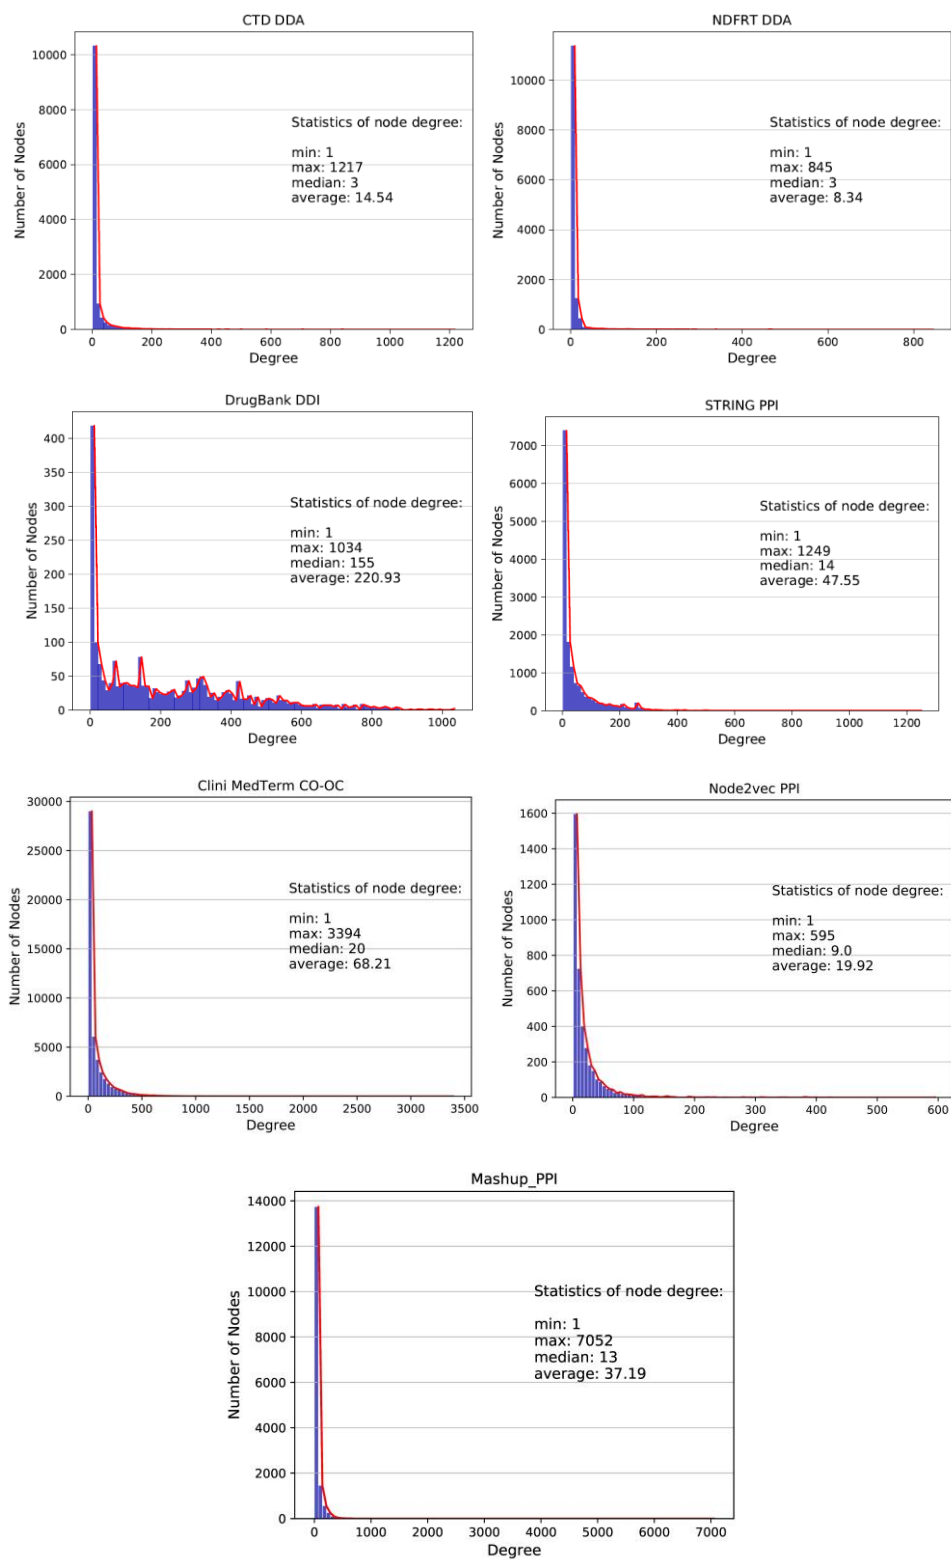 CTD DDA
10000
8000
6000
4000
2000
0
Number of Nodes
Statistics of node degree:
min: 1
max: 1217
median: 3
average: 14.54
0 200 400 600 800 1000 1200
Degree
NDFRT DDA
10000
8000
6000
4000
2000
0
Number of Nodes
Statistics of node degree:
min: 1
max: 845
median: 3
average: 8.34
0 200 400 600 800
Degree
DrugBank DDI
400
350
300
250
200
150
100
50
0
Number of Nodes
Statistics of node degree:
min: 1
max: 1034
median: 155
average: 220.93
0 200 400 600 800 1000
Degree
STRING PPI
7000
6000
5000
4000
3000
2000
1000
0
Number of Nodes
Statistics of node degree:
min: 1
max: 1249
median: 14
average: 47.55
0 200 400 600 800 1000 1200
Degree
Clini MedTerm CO-OC
30000
25000
20000
15000
10000
5000
0
Number of Nodes
Statistics of node degree:
min: 1
max: 3394
median: 20
average: 68.21
0 500 1000 1500 2000 2500 3000 3500
Degree
Node2vec PPI
1600
1400
1200
1000
800
600
400
200
0
Number of Nodes
Statistics of node degree:
min: 1
max: 595
median: 9.0
average: 19.92
0 100 200 300 400 500 600
Degree
Mashup_PPI
14000
12000
10000
8000
6000
4000
2000
0
Number of Nodes
Statistics of node degree:
min: 1
max: 7052
median: 13
average: 37.19
0 1000 2000 3000 4000 5000 6000 7000
Degree